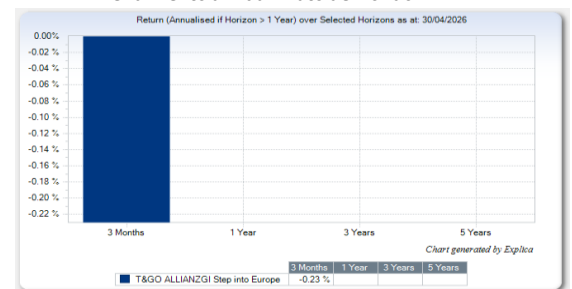 Return (Annualised if Horizon > 1 Year) over Selected Horizons as at: 30/04/2026
0.00%
-0.02 %
-0.04 %
-0.06 %
-0.08 %
-0.10 %
-0.12 %
-0.14 %
-0.16 %
-0.18 %
-0.20 %
-0.22 %
3 Months 1 Year 3 Years 5 Years
Chart generated by Explica
3 Months 1 Year 3 Years 5 Years
T&GO ALLIANZGI Step into Europe -0.23 %